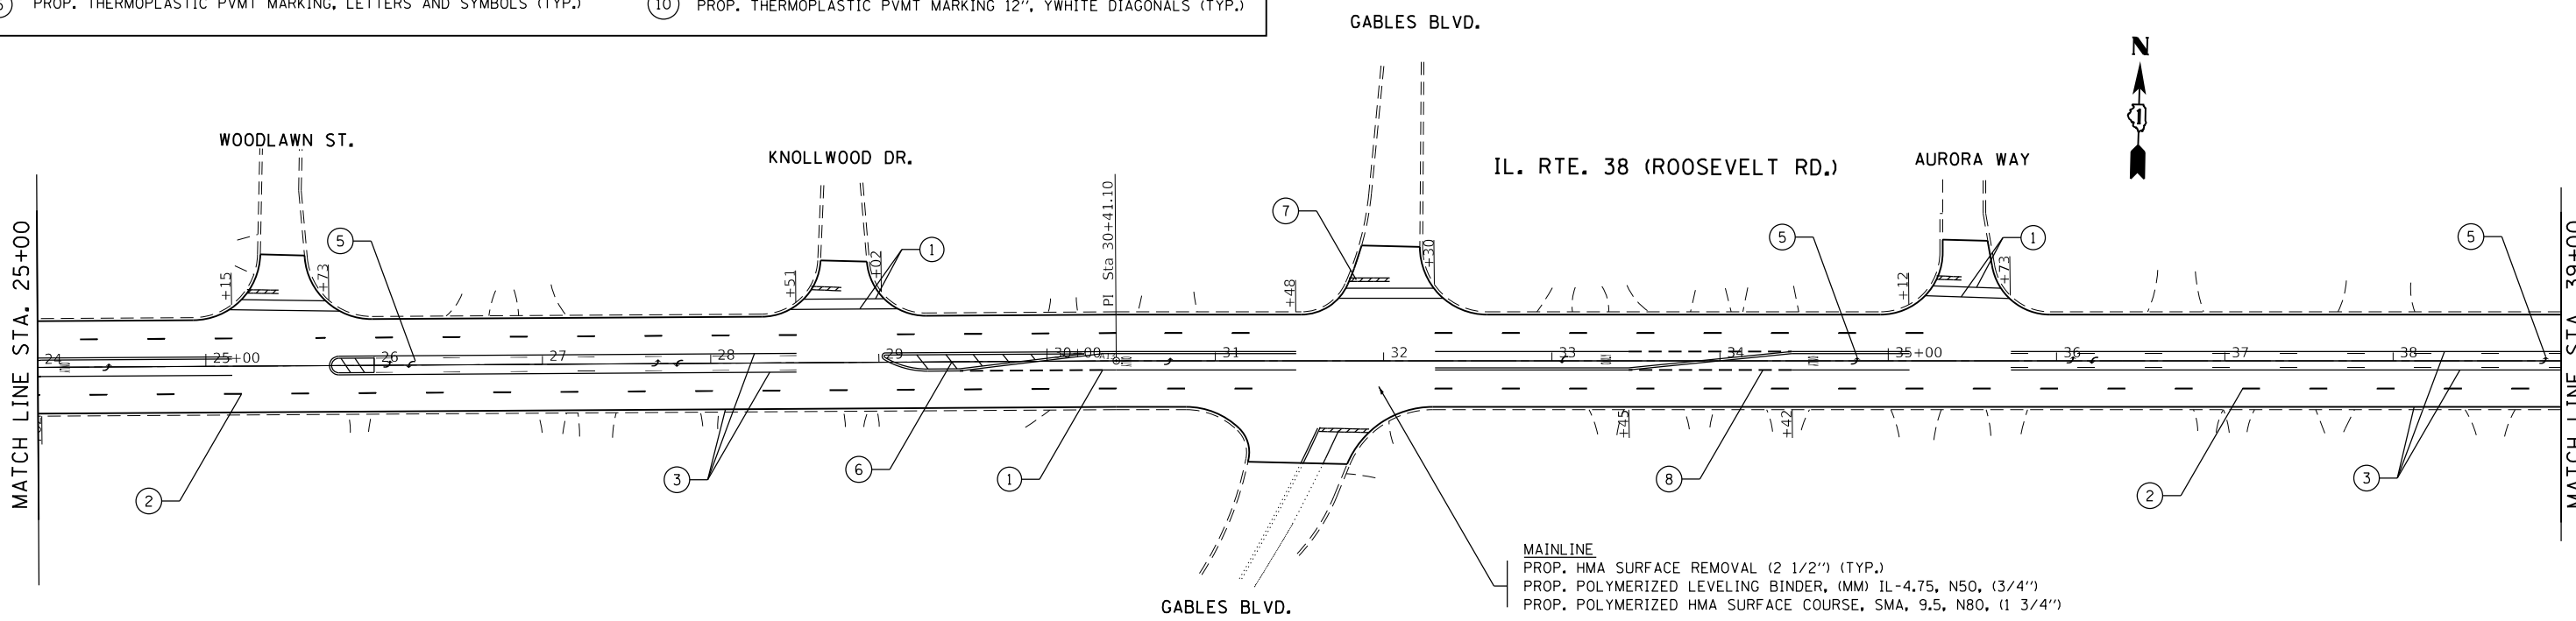 PROP. THERMOPLASTIC PVMT MARKING, LETTERS AND SYMBOLS (TYP.)
10 PROP. THERMOPLASTIC PVMT MARKING 12", YWHITE DIAGONALS (TYP.)
GABLES BLVD.
N
1
WOODLAWN ST.
KNOLLWOOD DR.
IL. RTE. 38 (ROOSEVELT RD.)
AURORA WAY
MATCH LINE STA. 25+00
5
1
7
5
1
5
PI Sta 30+41.10
+15
+73
+51
+02
+48
+30
+12
+73
24
25+00
26
27
28
29
30+00
31
32
33
34
35+00
36
37
38
MATCH LINE STA. 39+00
+45
+42
2
3
6
1
8
2
3
MAINLINE
PROP. HMA SURFACE REMOVAL (2 1/2") (TYP.)
PROP. POLYMERIZED LEVELING BINDER, (MM) IL-4.75, N50, (3/4")
PROP. POLYMERIZED HMA SURFACE COURSE, SMA, 9.5, N80, (1 3/4")
GABLES BLVD.